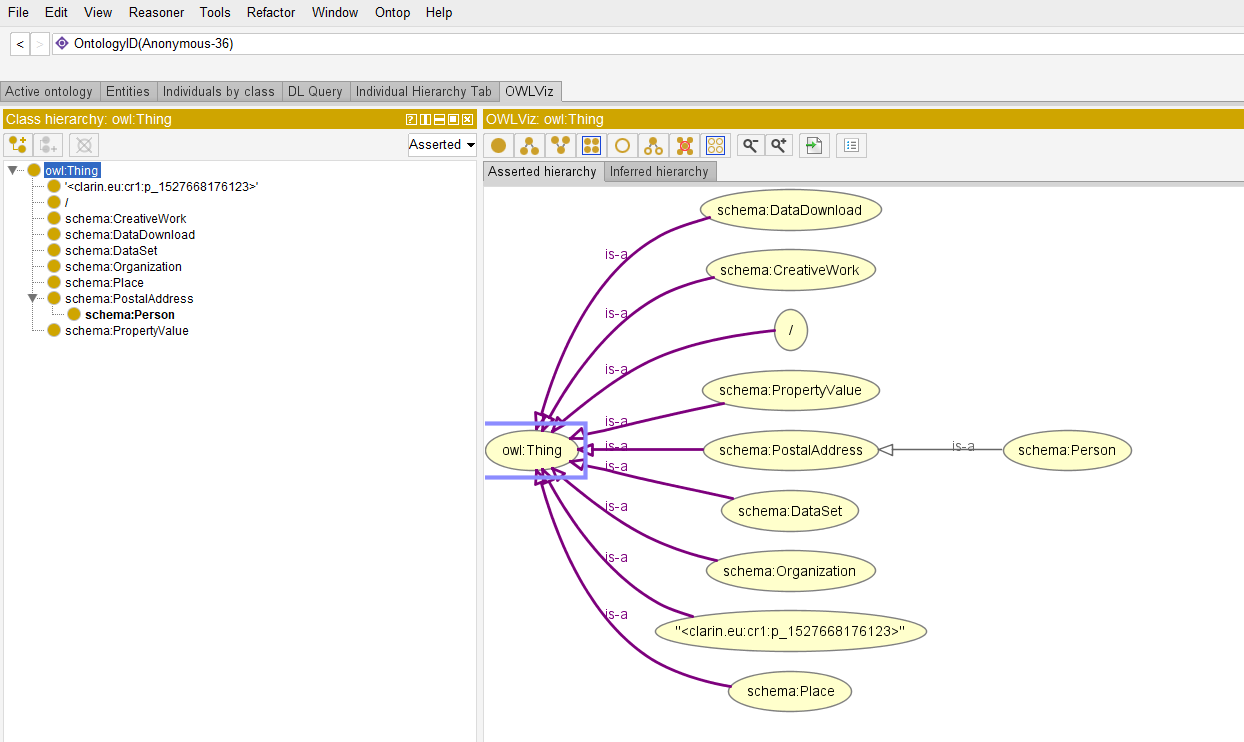 File Edit View Reasoner Tools Refactor Window Ontop Help
< > OntologyID(Anonymous-36)
Active ontology Entities Individuals by class DL Query Individual Hierarchy Tab OWLViz
Class hierarchy: owl:Thing
Asserted
owl:Thing
'<clarin.eu:cr1:p_1527668176123>'
/
schema:CreativeWork
schema:DataDownload
schema:DataSet
schema:Organization
schema:Place
schema:PostalAddress
schema:Person
schema:PropertyValue
OWLViz: owl:Thing
Asserted hierarchy Inferred hierarchy
schema:DataDownload
is-a
schema:CreativeWork
is-a
/
is-a
schema:PropertyValue
is-a
owl:Thing is-a schema:PostalAddress is-a schema:Person
is-a
schema:DataSet
is-a
schema:Organization
is-a
"<clarin.eu:cr1:p_1527668176123>"
is-a
schema:Place